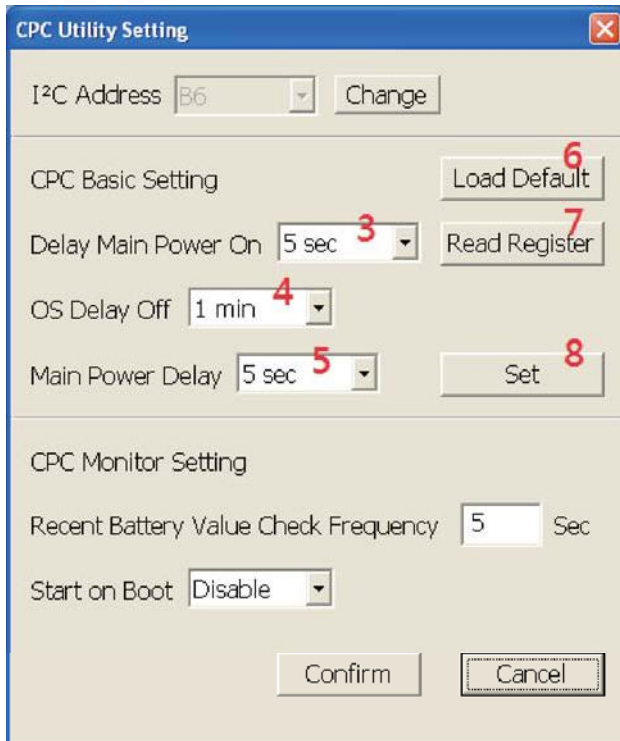 CPC Utility Setting
I²C Address B6 Change
6
CPC Basic Setting Load Default
3 7
Delay Main Power On 5 sec Read Register
4
OS Delay Off 1 min
5 8
Main Power Delay 5 sec Set
CPC Monitor Setting
Recent Battery Value Check Frequency 5 Sec
Start on Boot Disable
Confirm Cancel